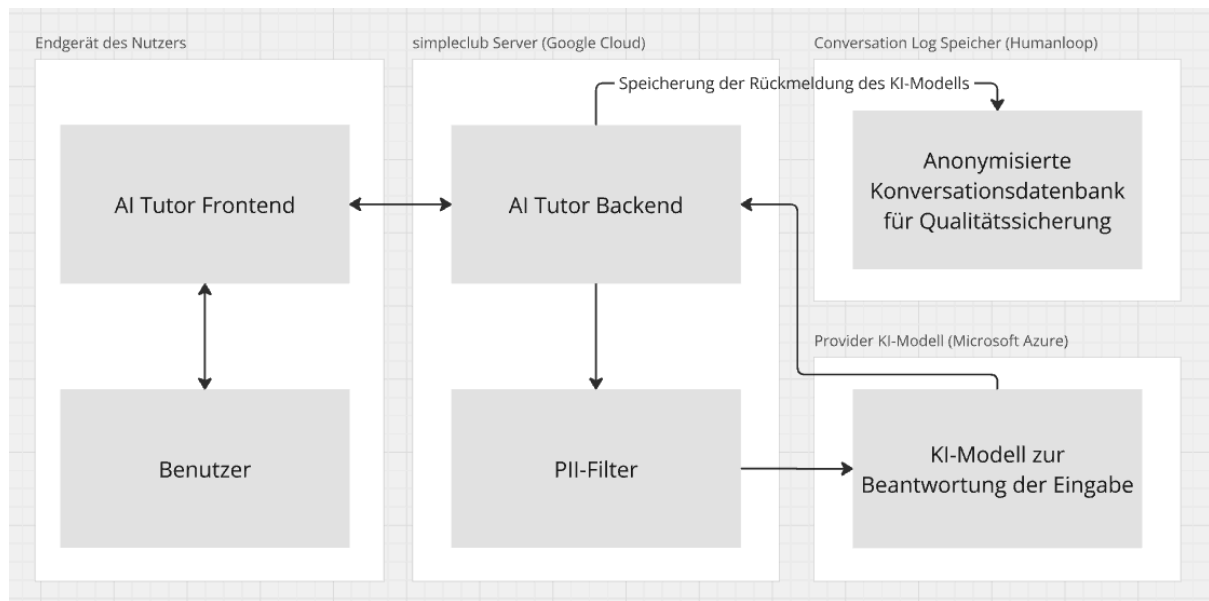 Endgerät des Nutzers
simpleclub Server (Google Cloud)
Conversation Log Speicher (Humanloop)
Speicherung der Rückmeldung des KI-Modells
AI Tutor Frontend
AI Tutor Backend
Anonymisierte
Konversationsdatenbank
für Qualitätssicherung
Provider KI-Modell (Microsoft Azure)
Benutzer
PII-Filter
KI-Modell zur
Beantwortung der Eingabe